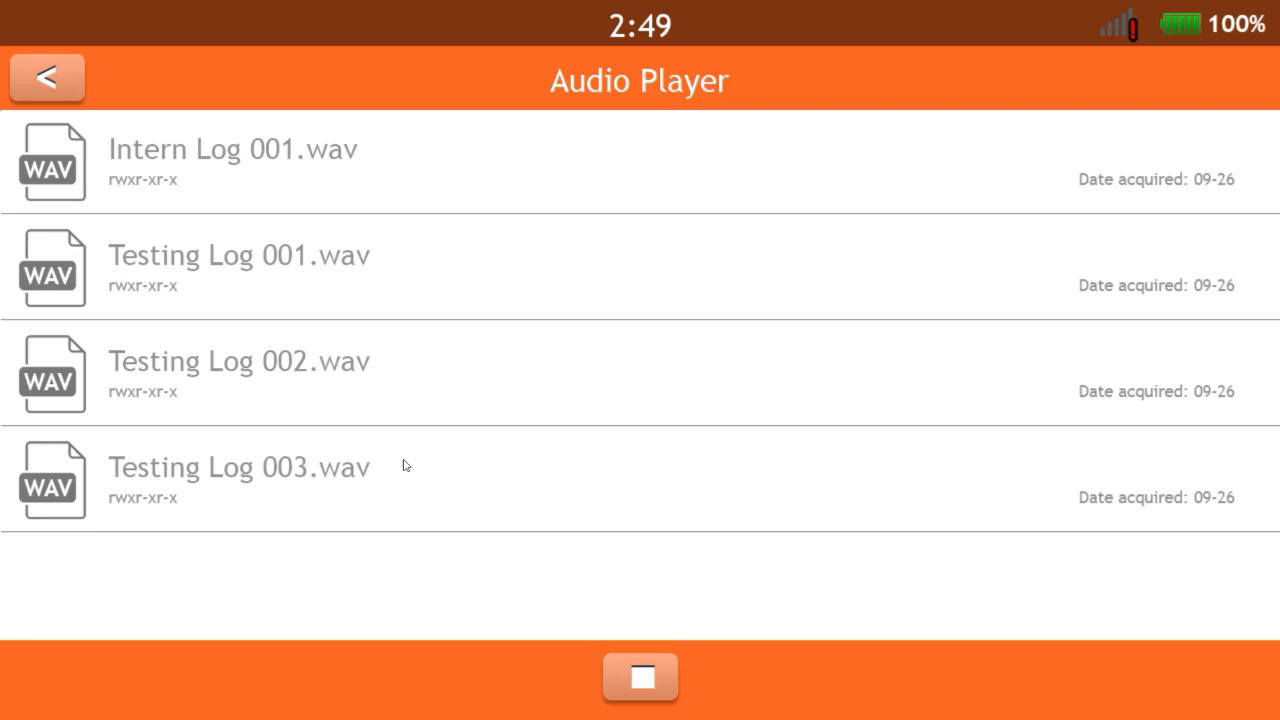 2:49
100%
<
Audio Player
WAV
Intern Log 001.wav
rwxr-xr-x
Date acquired: 09-26
WAV
Testing Log 001.wav
rwxr-xr-x
Date acquired: 09-26
WAV
Testing Log 002.wav
rwxr-xr-x
Date acquired: 09-26
WAV
Testing Log 003.wav
rwxr-xr-x
Date acquired: 09-26